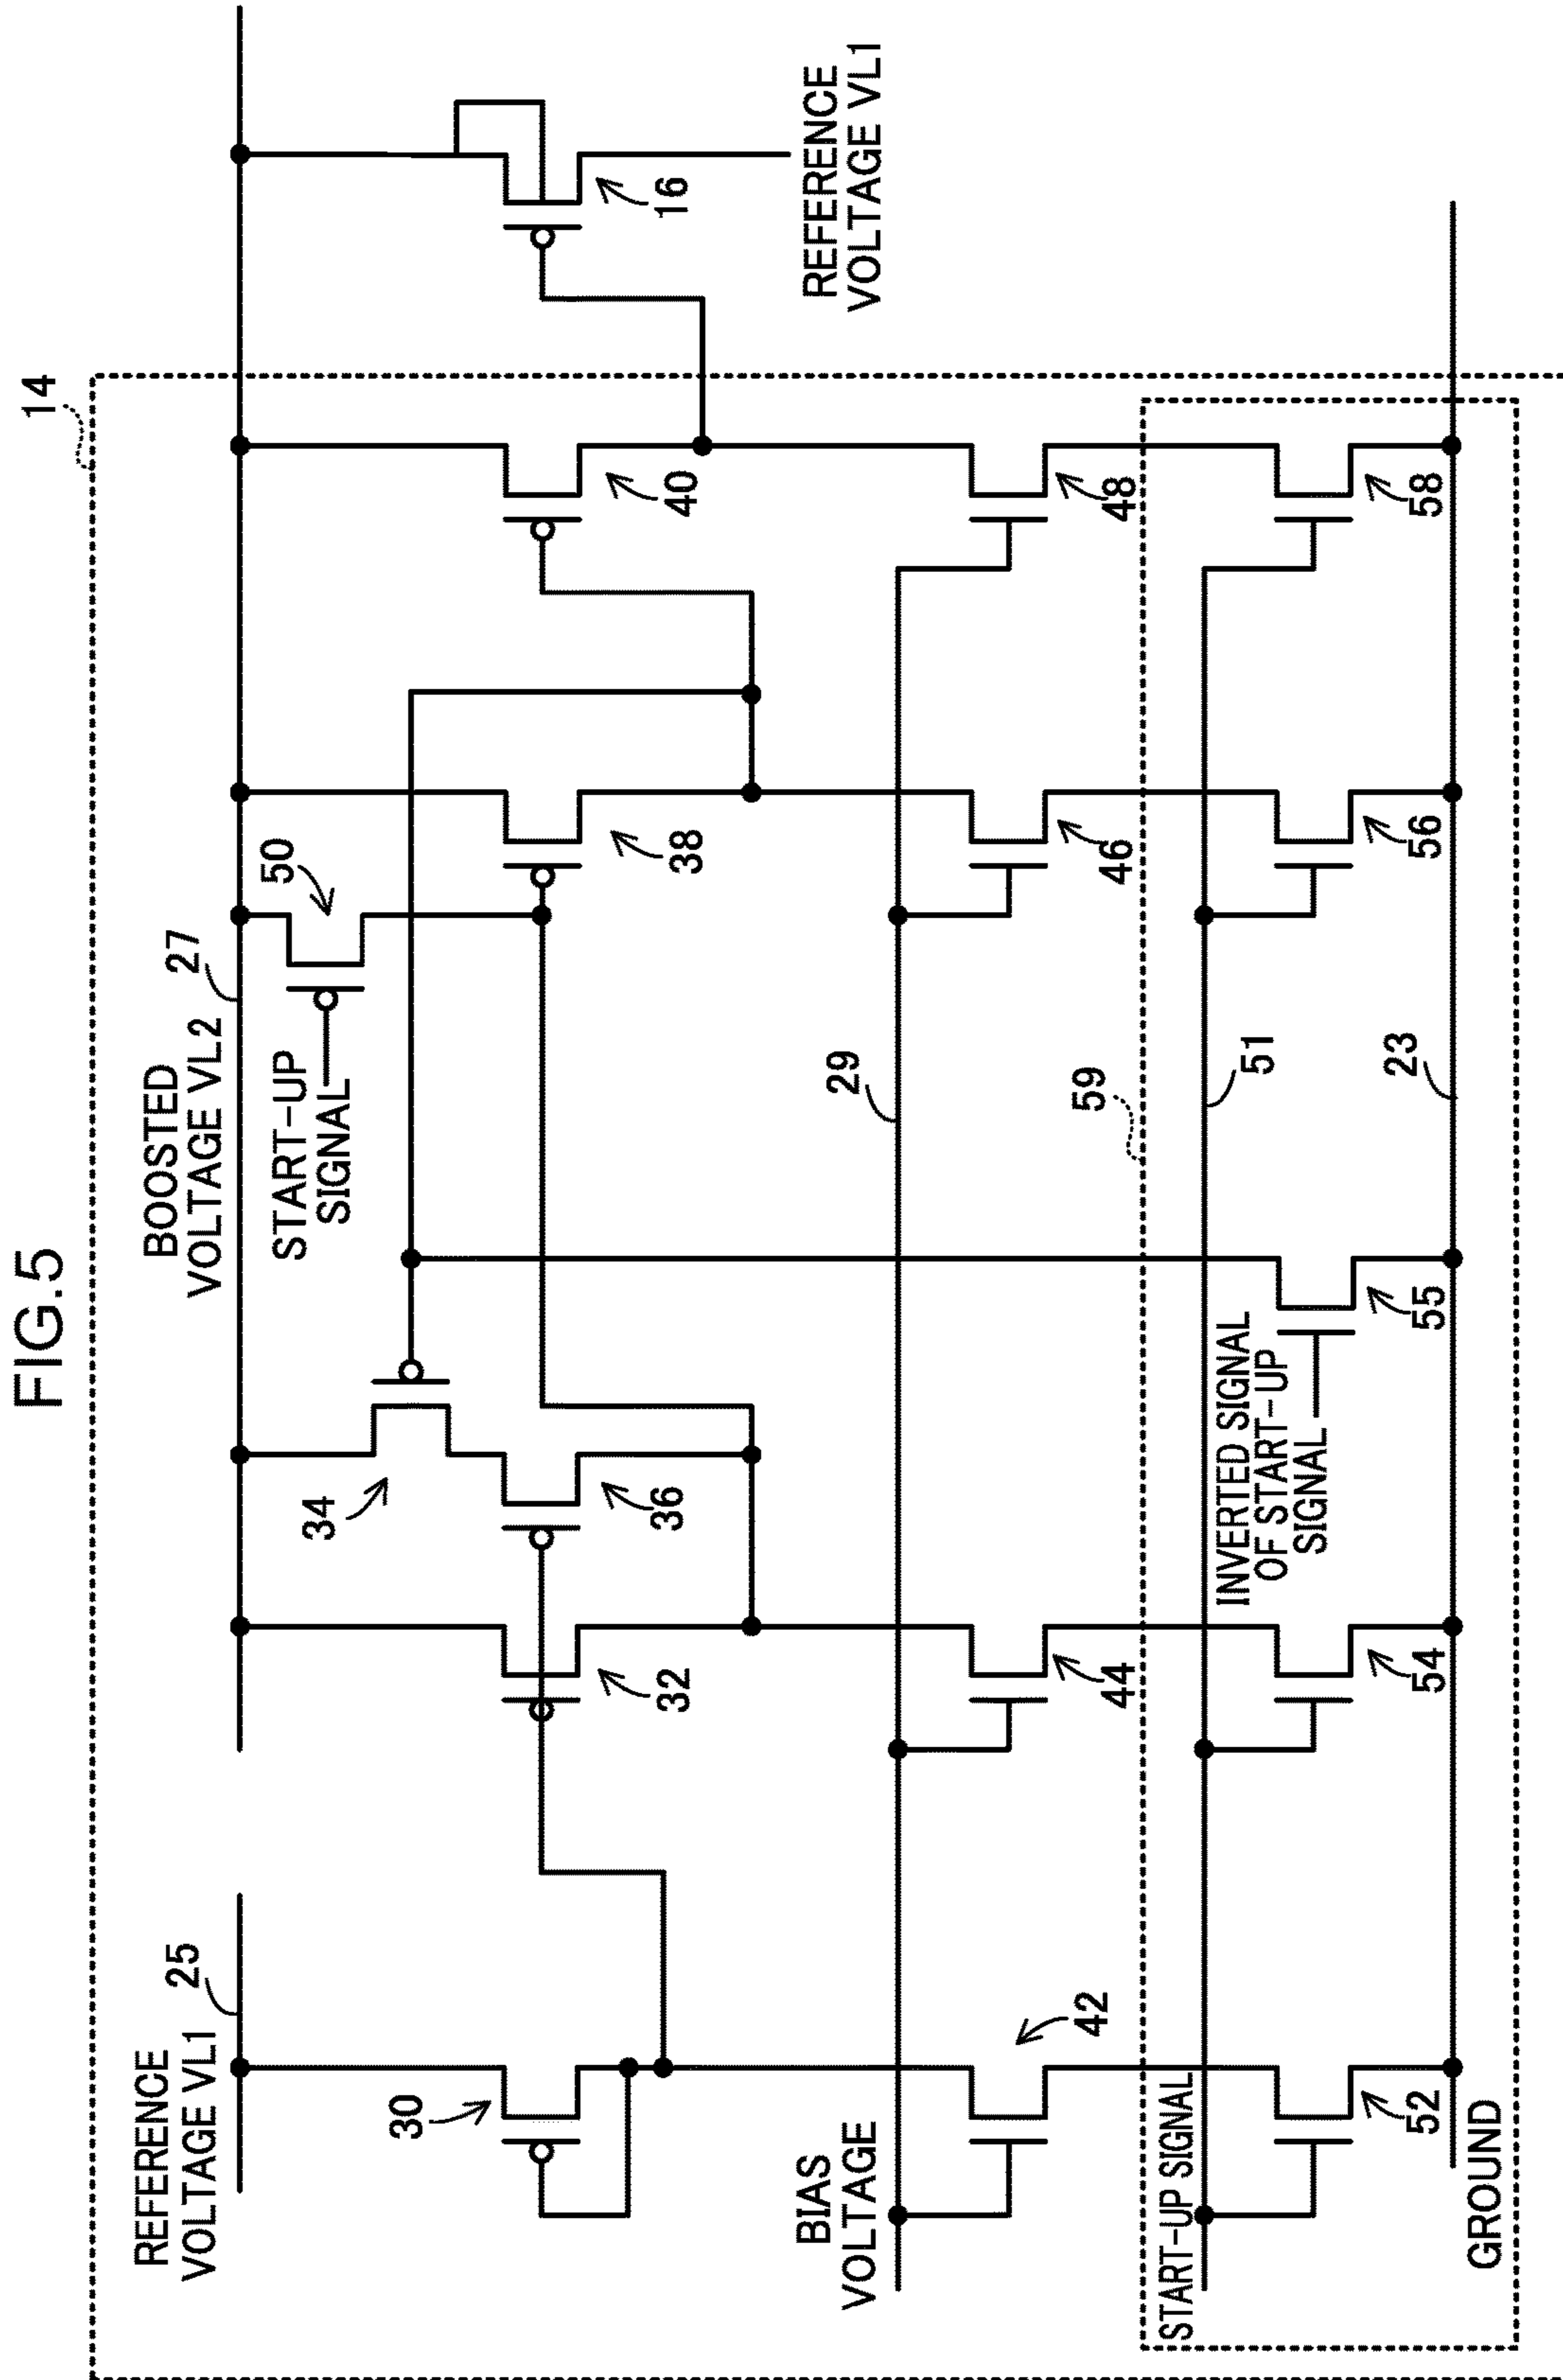 FIG.5
14
REFERENCE
VOLTAGE VL1
25
BOOSTED
VOLTAGE VL2
27
START-UP
SIGNAL
50
34
30
32
36
38
40
16
REFERENCE
VOLTAGE VL1
BIAS
VOLTAGE
29
42
44
46
48
59
START-UP SIGNAL
51
INVERTED SIGNAL
OF START-UP
SIGNAL
52
54
55
56
58
23
GROUND